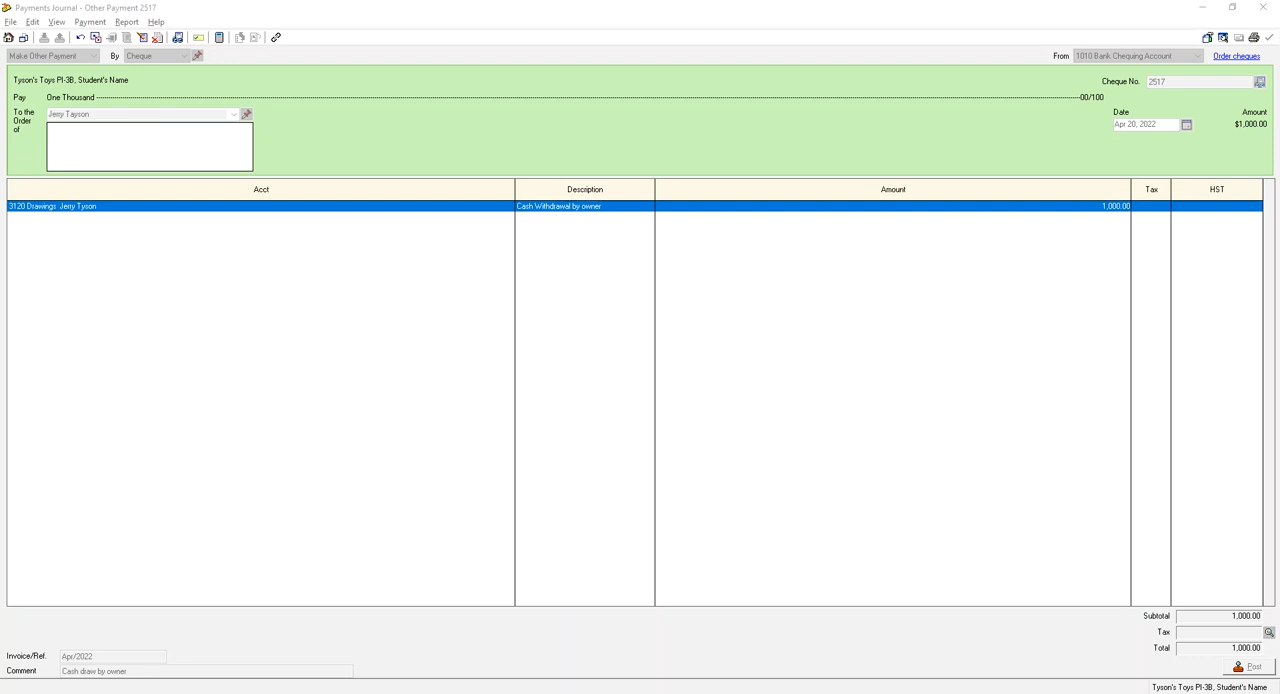 Payments Journal - Other Payment 2517
File Edit View Payment Report Help
Make Other Payment By Cheque From 1010 Bank Chequing Account Order cheques
Tyson's Toys PI-3B, Student's Name
Cheque No. 2517
Pay One Thousand ---------------------------------------------00/100
To the Order of Jerry Tayson
Date Amount
Apr 20, 2022 $1,000.00
Acct Description Amount Tax HST
3120 Drawings Jerry Tyson Cash Withdrawal by owner 1,000.00
Subtotal 1,000.00
Tax
Total 1,000.00
Invoice/Ref. Apr/2022
Comment Cash draw by owner
Post
Tyson's Toys PI-3B, Student's Name